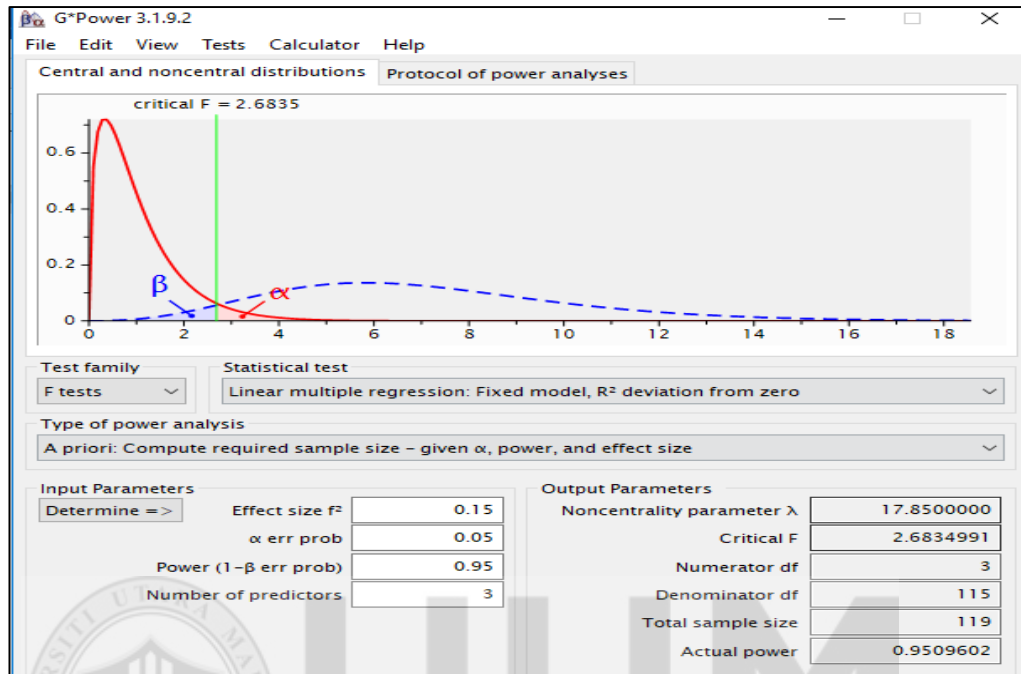 G*Power 3.1.9.2
File Edit View Tests Calculator Help
Central and noncentral distributions Protocol of power analyses
critical F = 2.6835
0.6
0.4
0.2
0
β
α
0 2 4 6 8 10 12 14 16 18
Test family
Statistical test
F tests
Linear multiple regression: Fixed model, R² deviation from zero
Type of power analysis
A priori: Compute required sample size – given α, power, and effect size
Input Parameters
Output Parameters
Determine => Effect size f² 0.15 Noncentrality parameter λ 17.8500000
α err prob 0.05 Critical F 2.6834991
Power (1-β err prob) 0.95 Numerator df 3
Number of predictors 3 Denominator df 115
Total sample size 119
Actual power 0.9509602
UNIVERSITI UTARA MA
UUM